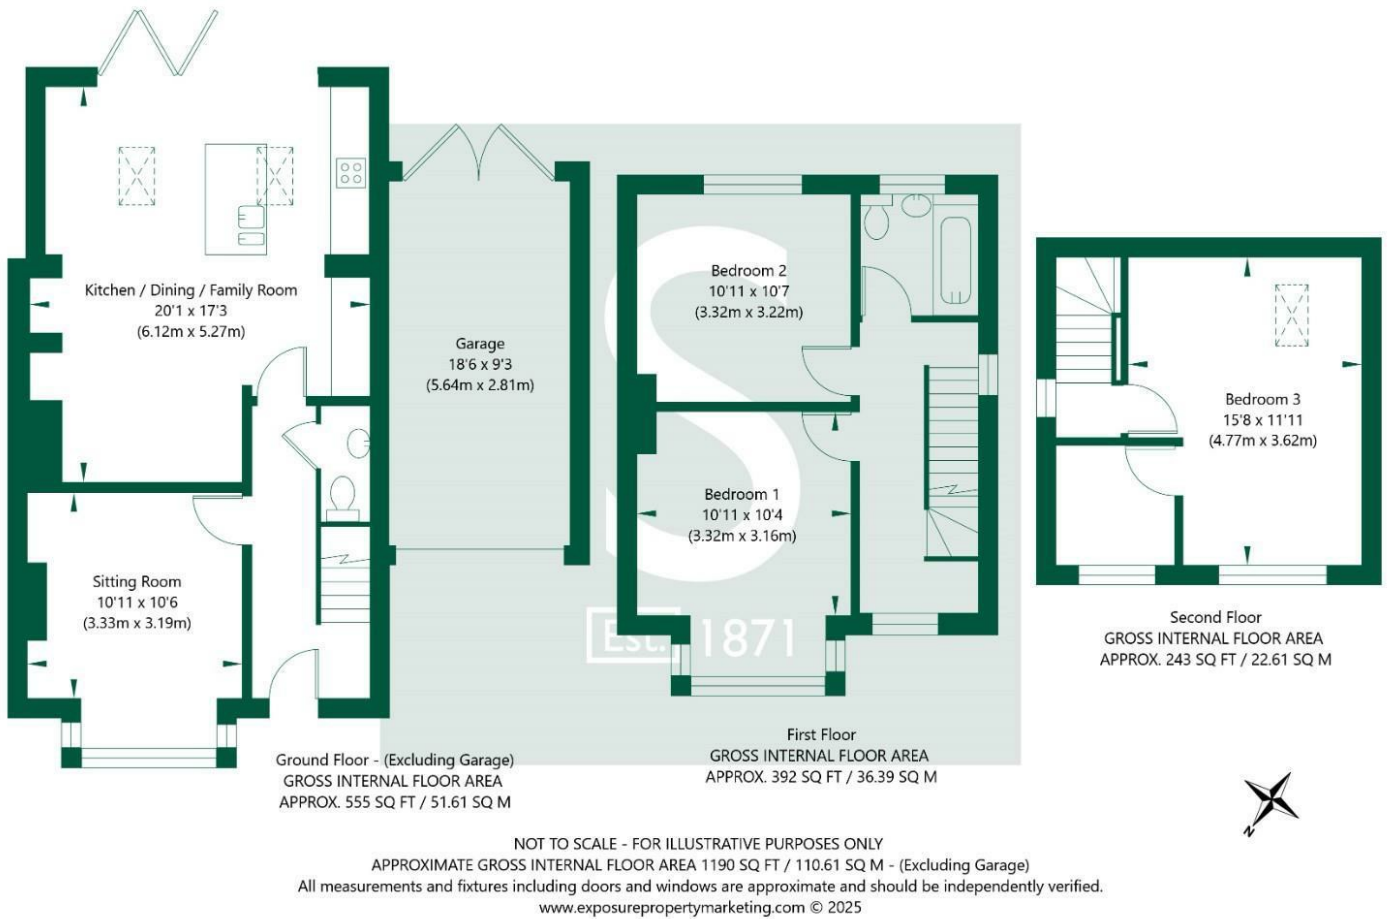 Kitchen / Dining / Family Room
20'1 x 17'3
(6.12m x 5.27m)
Sitting Room
10'11 x 10'6
(3.33m x 3.19m)
Garage
18'6 x 9'3
(5.64m x 2.81m)
Bedroom 2
10'11 x 10'7
(3.32m x 3.22m)
Bedroom 1
10'11 x 10'4
(3.32m x 3.16m)
Bedroom 3
15'8 x 11'11
(4.77m x 3.62m)
S
Est. 1871
Ground Floor - (Excluding Garage)
GROSS INTERNAL FLOOR AREA
APPROX. 555 SQ FT / 51.61 SQ M
First Floor
GROSS INTERNAL FLOOR AREA
APPROX. 392 SQ FT / 36.39 SQ M
Second Floor
GROSS INTERNAL FLOOR AREA
APPROX. 243 SQ FT / 22.61 SQ M
N
NOT TO SCALE - FOR ILLUSTRATIVE PURPOSES ONLY
APPROXIMATE GROSS INTERNAL FLOOR AREA 1190 SQ FT / 110.61 SQ M - (Excluding Garage)
All measurements and fixtures including doors and windows are approximate and should be independently verified.
www.exposurepropertymarketing.com © 2025